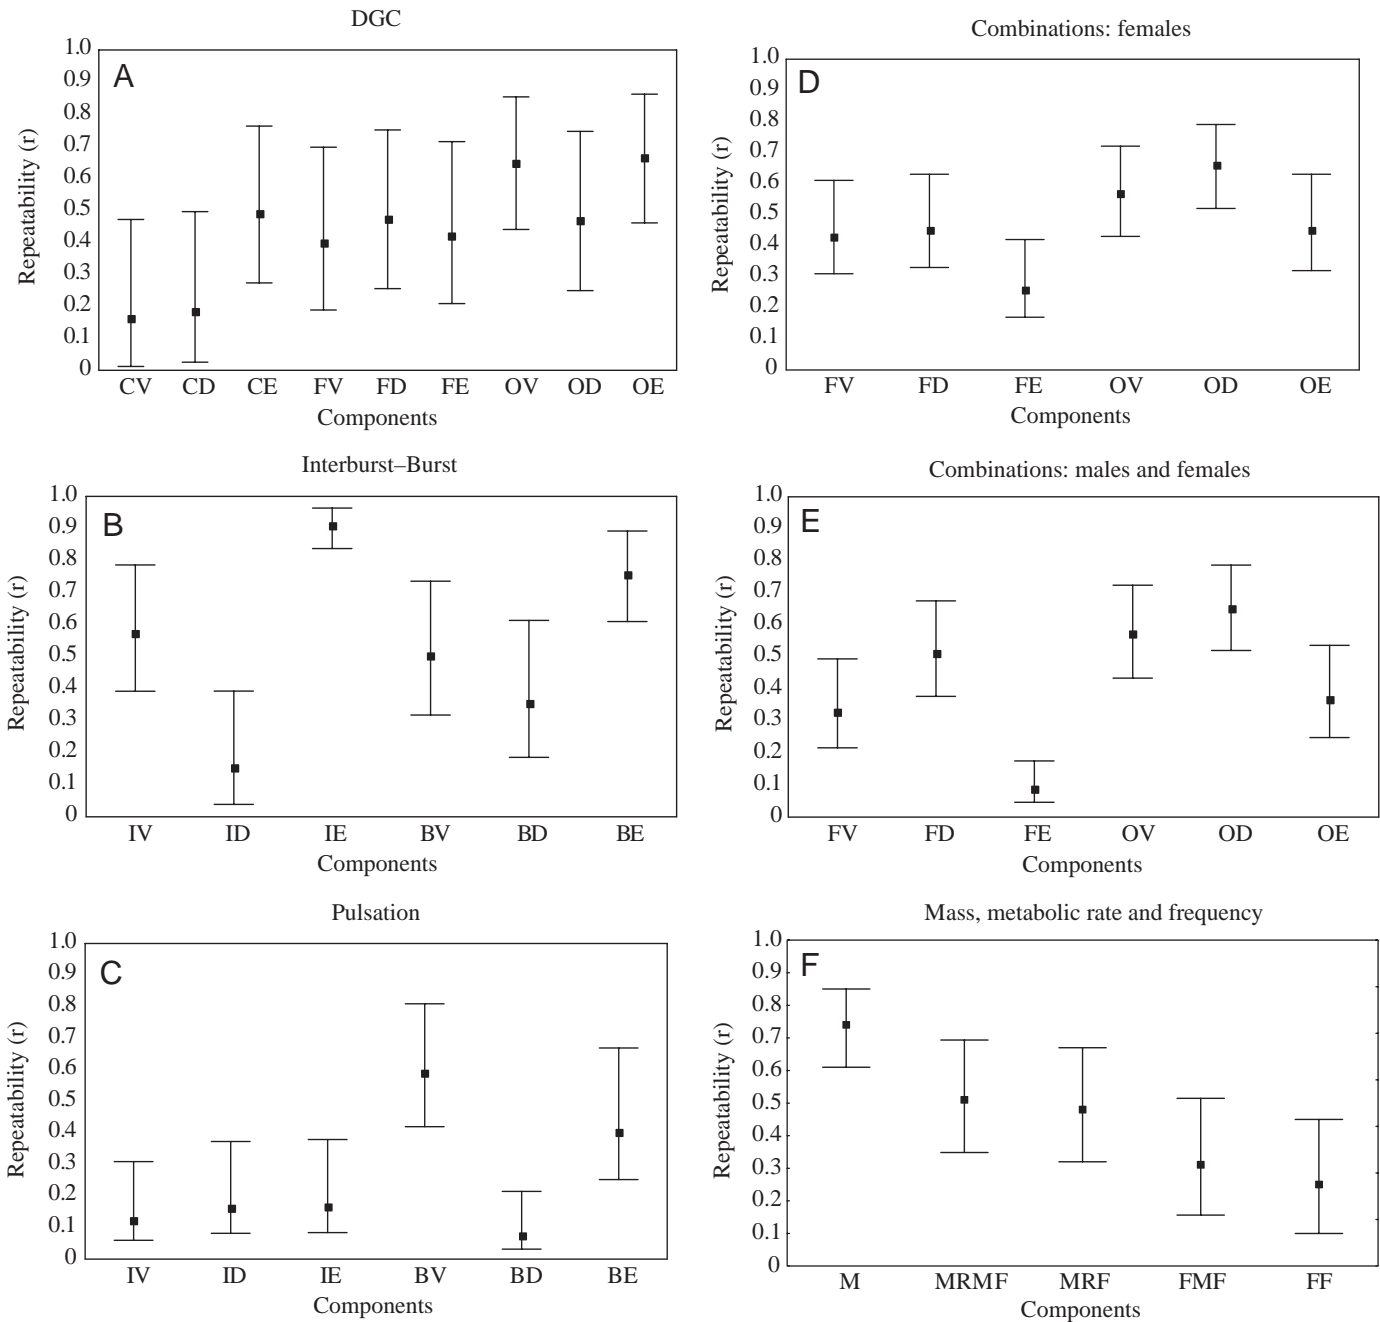 DGC
A
1.0
0.9
0.8
0.7
0.6
0.5
0.4
0.3
0.2
0.1
0
Repeatability (r)
CV CD CE FV FD FE OV OD OE
Components
Interburst–Burst
B
1.0
0.9
0.8
0.7
0.6
0.5
0.4
0.3
0.2
0.1
0
Repeatability (r)
IV ID IE BV BD BE
Components
Pulsation
C
1.0
0.9
0.8
0.7
0.6
0.5
0.4
0.3
0.2
0.1
0
Repeatability (r)
IV ID IE BV BD BE
Components
Combinations: females
D
1.0
0.9
0.8
0.7
0.6
0.5
0.4
0.3
0.2
0.1
0
Repeatability (r)
FV FD FE OV OD OE
Components
Combinations: males and females
E
1.0
0.9
0.8
0.7
0.6
0.5
0.4
0.3
0.2
0.1
0
Repeatability (r)
FV FD FE OV OD OE
Components
Mass, metabolic rate and frequency
F
1.0
0.9
0.8
0.7
0.6
0.5
0.4
0.3
0.2
0.1
0
Repeatability (r)
M MRMF MRF FMF FF
Components